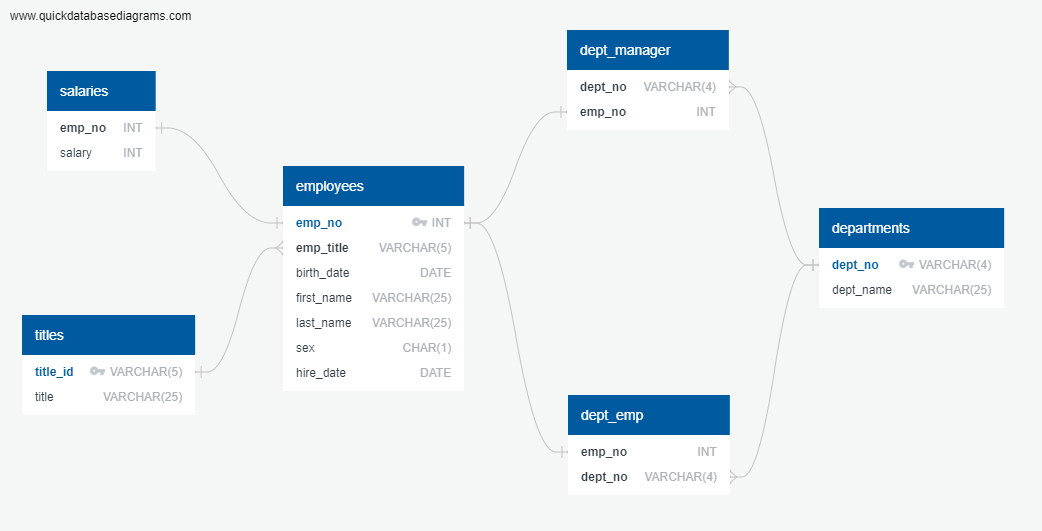 www.quickdatabasediagrams.com
salaries
emp_no INT
salary INT
titles
title_id VARCHAR(5)
title VARCHAR(25)
employees
emp_no INT
emp_title VARCHAR(5)
birth_date DATE
first_name VARCHAR(25)
last_name VARCHAR(25)
sex CHAR(1)
hire_date DATE
dept_manager
dept_no VARCHAR(4)
emp_no INT
dept_emp
emp_no INT
dept_no VARCHAR(4)
departments
dept_no VARCHAR(4)
dept_name VARCHAR(25)